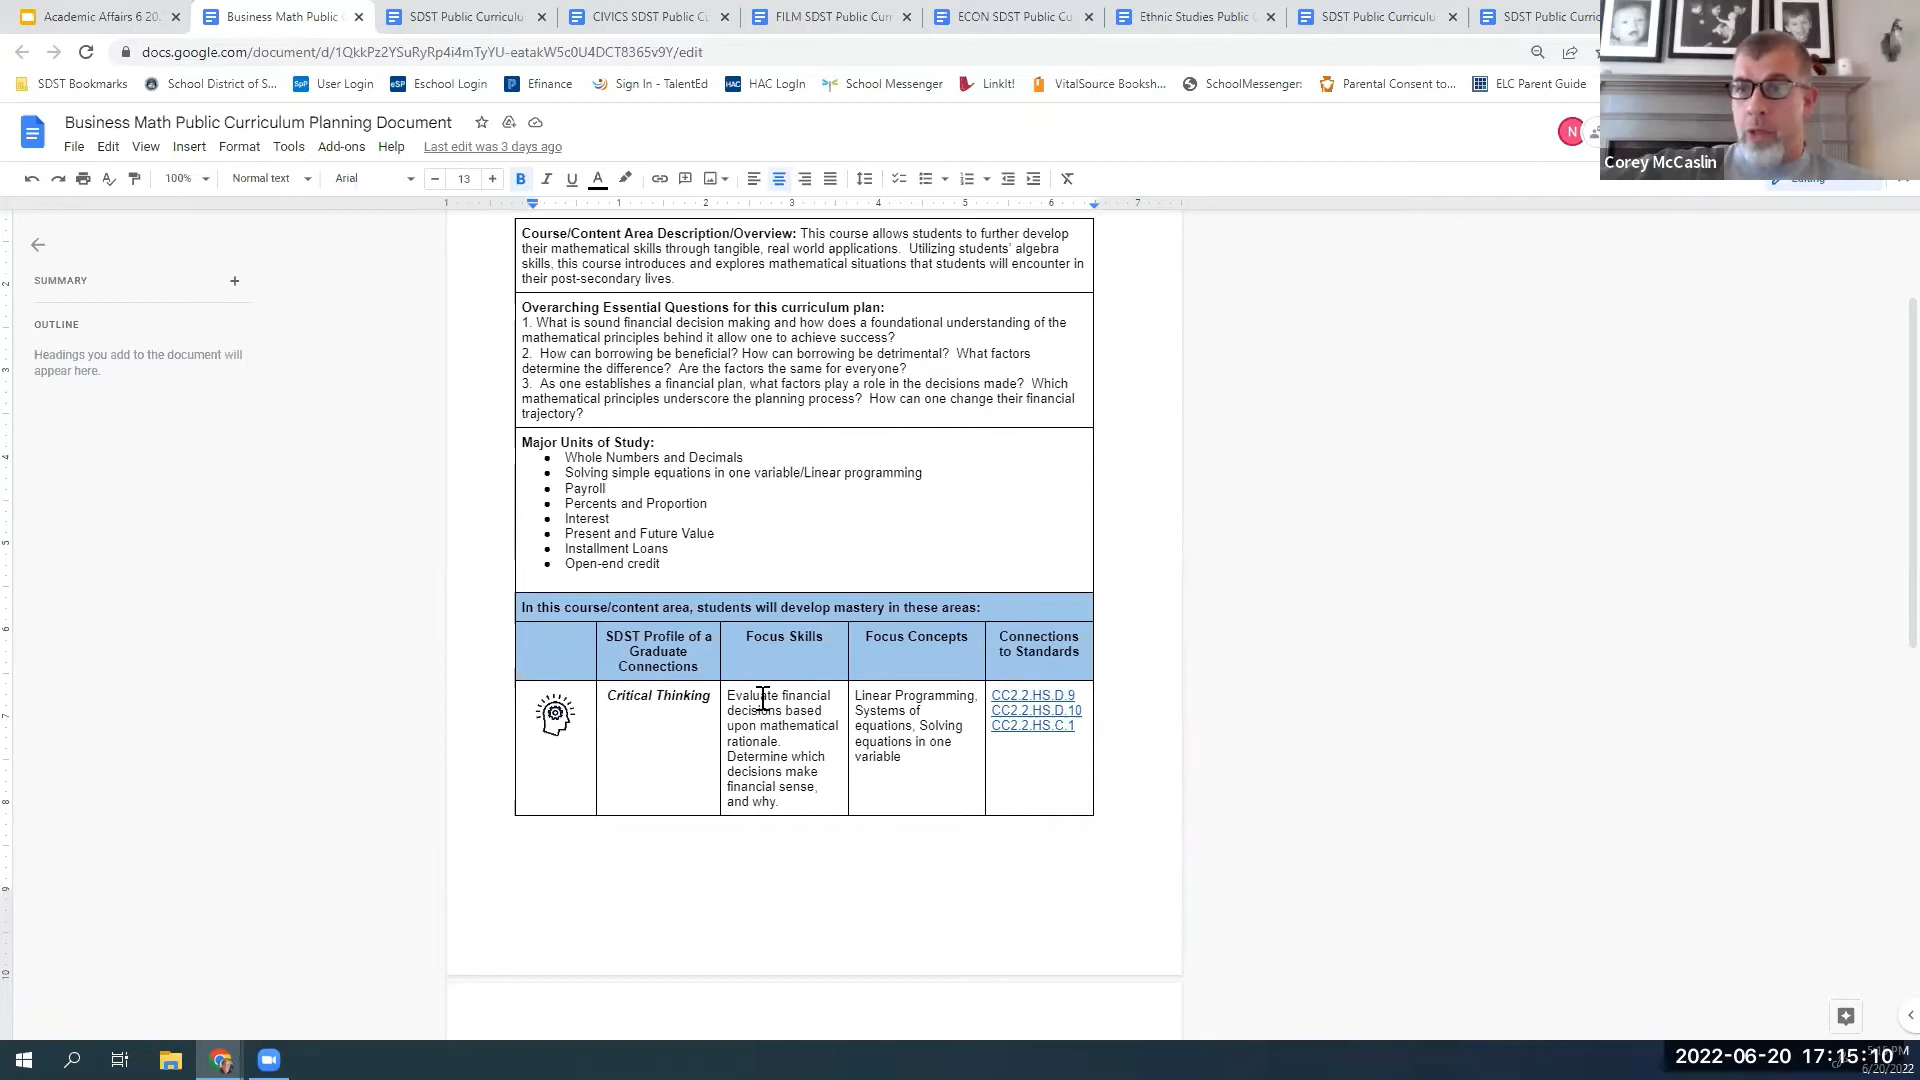 Academic Affairs 6 20.
Business Math Public
SDST Public Curriculu
CIVICS SDST Public C
FILM SDST Public Curr
ECON SDST Public Cu
Ethnic Studies Public
SDST Public Curriculu
SDST Public Curric
docs.google.com/document/d/1QkkPz2YSuRyRp4i4mTyYU-eatakW5c0U4DCT8365v9Y/edit
SDST Bookmarks
School District of S...
User Login
Eschool Login
Efinance
Sign In - TalentEd
HAC LogIn
School Messenger
LinkIt!
VitalSource Booksh...
SchoolMessenger:
Parental Consent to...
ELC Parent Guide
Business Math Public Curriculum Planning Document
N
File Edit View Insert Format Tools Add-ons Help Last edit was 3 days ago
Corey McCaslin
100% Normal text Arial 13
SUMMARY
OUTLINE
Headings you add to the document will
appear here.
Course/Content Area Description/Overview: This course allows students to further develop
their mathematical skills through tangible, real world applications. Utilizing students' algebra
skills, this course introduces and explores mathematical situations that students will encounter in
their post-secondary lives.
Overarching Essential Questions for this curriculum plan:
1. What is sound financial decision making and how does a foundational understanding of the
mathematical principles behind it allow one to achieve success?
2. How can borrowing be beneficial? How can borrowing be detrimental? What factors
determine the difference? Are the factors the same for everyone?
3. As one establishes a financial plan, what factors play a role in the decisions made? Which
mathematical principles underscore the planning process? How can one change their financial
trajectory?
Major Units of Study:
Whole Numbers and Decimals
Solving simple equations in one variable/Linear programming
Payroll
Percents and Proportion
Interest
Present and Future Value
Installment Loans
Open-end credit
In this course/content area, students will develop mastery in these areas:
SDST Profile of a
Graduate
Connections
Focus Skills
Focus Concepts
Connections
to Standards
Critical Thinking
Evaluate financial
decisions based
upon mathematical
rationale.
Determine which
decisions make
financial sense,
and why.
Linear Programming,
Systems of
equations, Solving
equations in one
variable
CC2.2.HS.D.9
CC2.2.HS.D.10
CC2.2.HS.C.1
2022-06-20 17:15:10